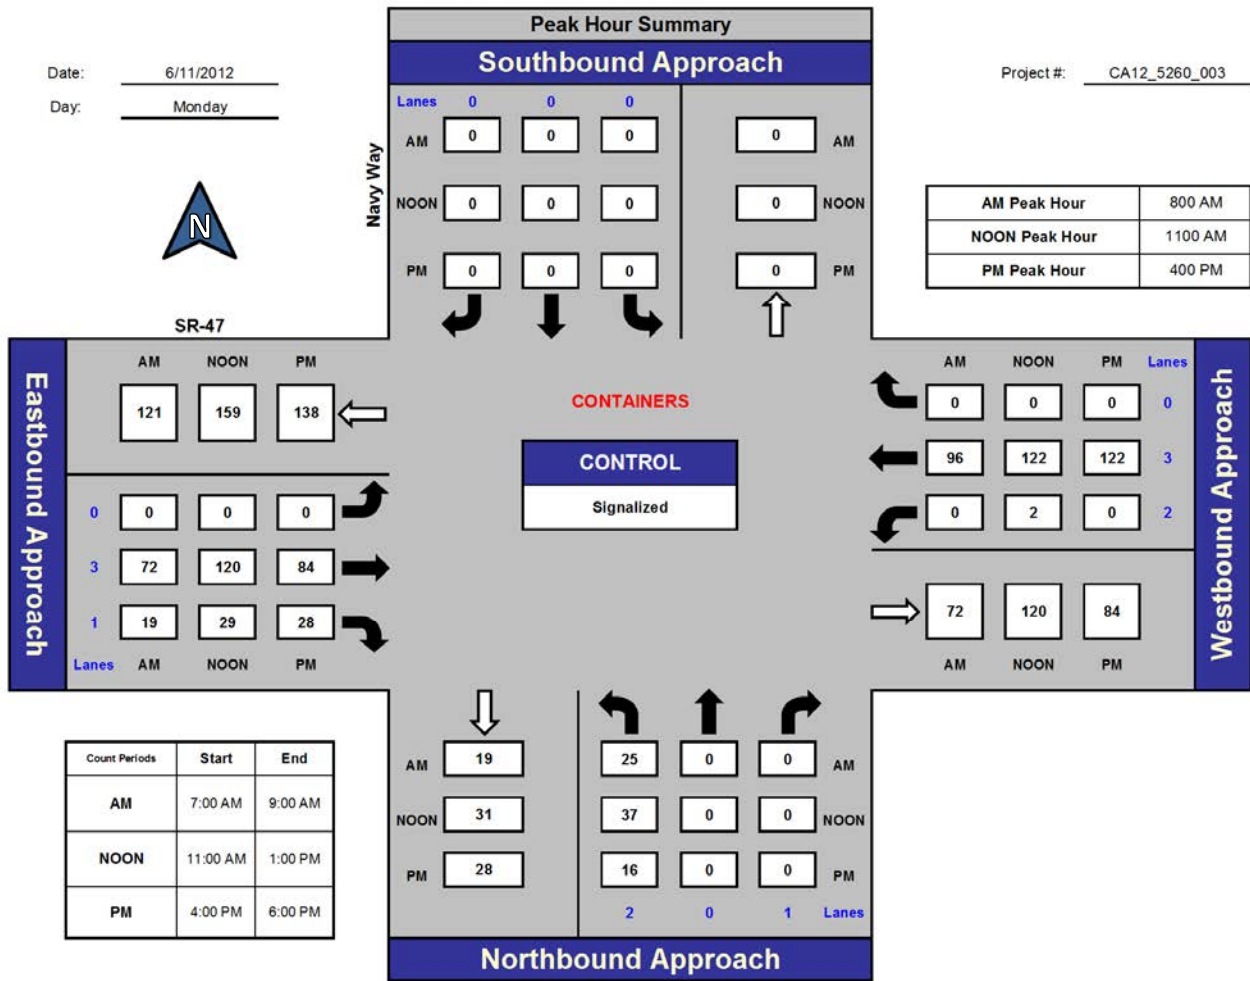 Peak Hour Summary
Southbound Approach
Date: 6/11/2012
Day: Monday
Project #: CA12_5260_003
Navy Way
Lanes 0 0 0
AM 0 0 0 0 AM
NOON 0 0 0 0 NOON
PM 0 0 0 0 PM
N
AM Peak Hour 800 AM
NOON Peak Hour 1100 AM
PM Peak Hour 400 PM
SR-47
Eastbound Approach
AM NOON PM
121 159 138
0 0 0 0
3 72 120 84
1 19 29 28
Lanes AM NOON PM
CONTAINERS
CONTROL
Signalized
AM NOON PM Lanes
0 0 0 0
96 122 122 3
0 2 0 2
72 120 84
AM NOON PM
Westbound Approach
AM 19 25 0 0 AM
NOON 31 37 0 0 NOON
PM 28 16 0 0 PM
2 0 1 Lanes
Northbound Approach
Count Periods Start End
AM 7:00 AM 9:00 AM
NOON 11:00 AM 1:00 PM
PM 4:00 PM 6:00 PM